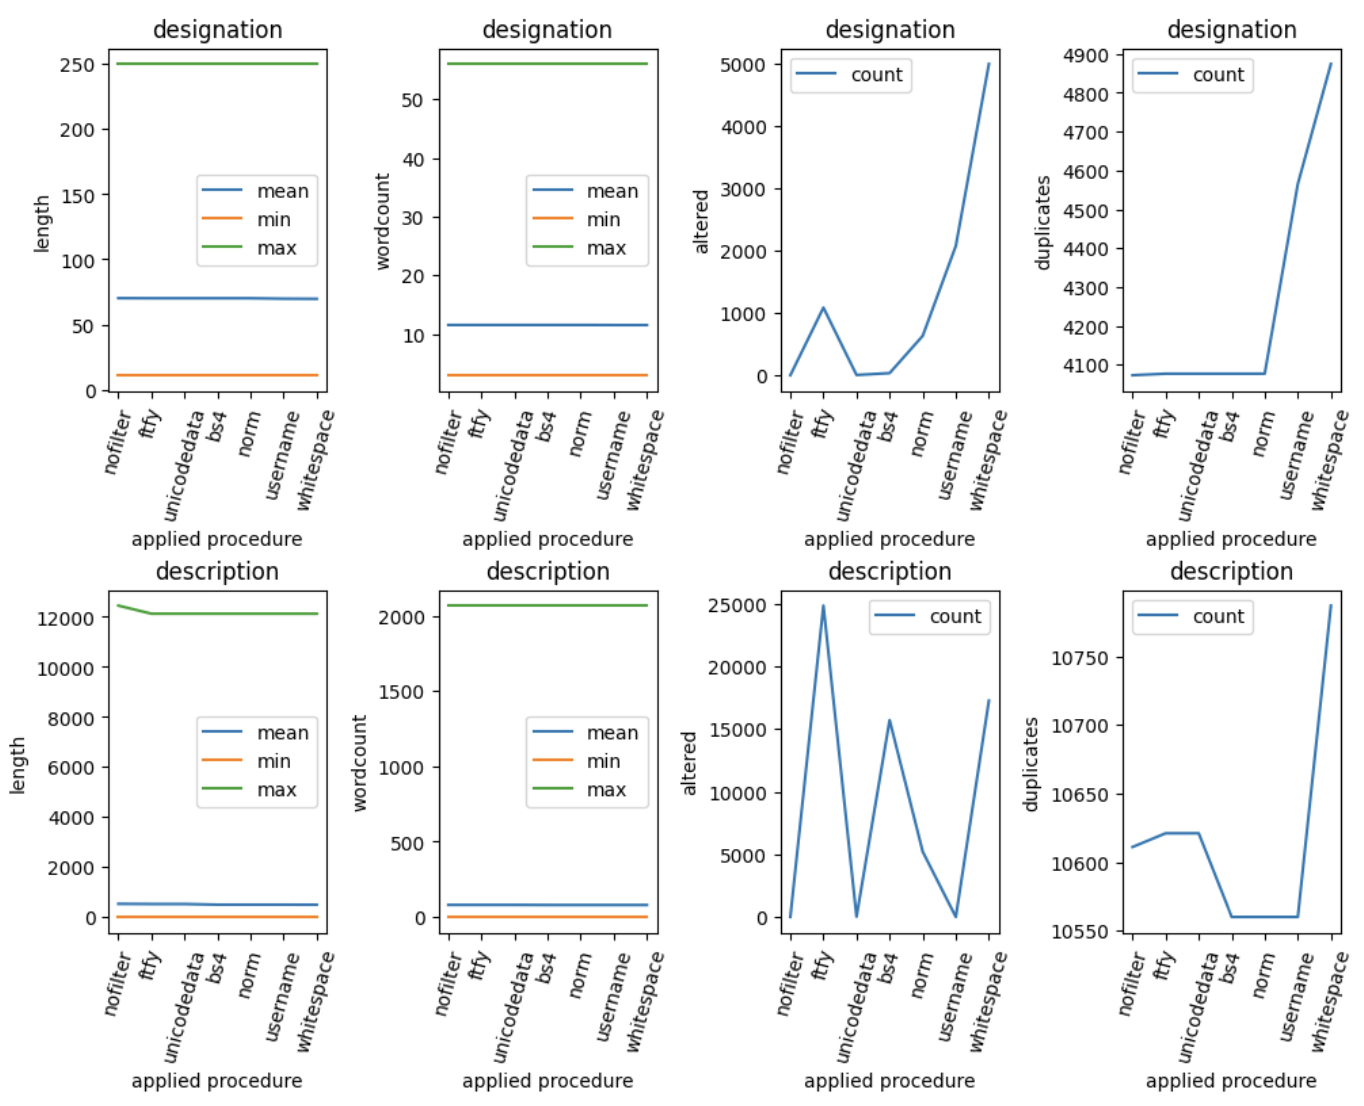 designation
length
250
200
150
100
50
0
mean
min
max
nofilter
ftfy
unicodedata
bs4
norm
username
whitespace
applied procedure
designation
wordcount
50
40
30
20
10
mean
min
max
nofilter
ftfy
unicodedata
bs4
norm
username
whitespace
applied procedure
designation
altered
5000
4000
3000
2000
1000
0
count
nofilter
ftfy
unicodedata
bs4
norm
username
whitespace
applied procedure
designation
duplicates
4900
4800
4700
4600
4500
4400
4300
4200
4100
count
nofilter
ftfy
unicodedata
bs4
norm
username
whitespace
applied procedure
description
length
12000
10000
8000
6000
4000
2000
0
mean
min
max
nofilter
ftfy
unicodedata
bs4
norm
username
whitespace
applied procedure
description
wordcount
2000
1500
1000
500
0
mean
min
max
nofilter
ftfy
unicodedata
bs4
norm
username
whitespace
applied procedure
description
altered
25000
20000
15000
10000
5000
0
count
nofilter
ftfy
unicodedata
bs4
norm
username
whitespace
applied procedure
description
duplicates
10750
10700
10650
10600
10550
count
nofilter
ftfy
unicodedata
bs4
norm
username
whitespace
applied procedure